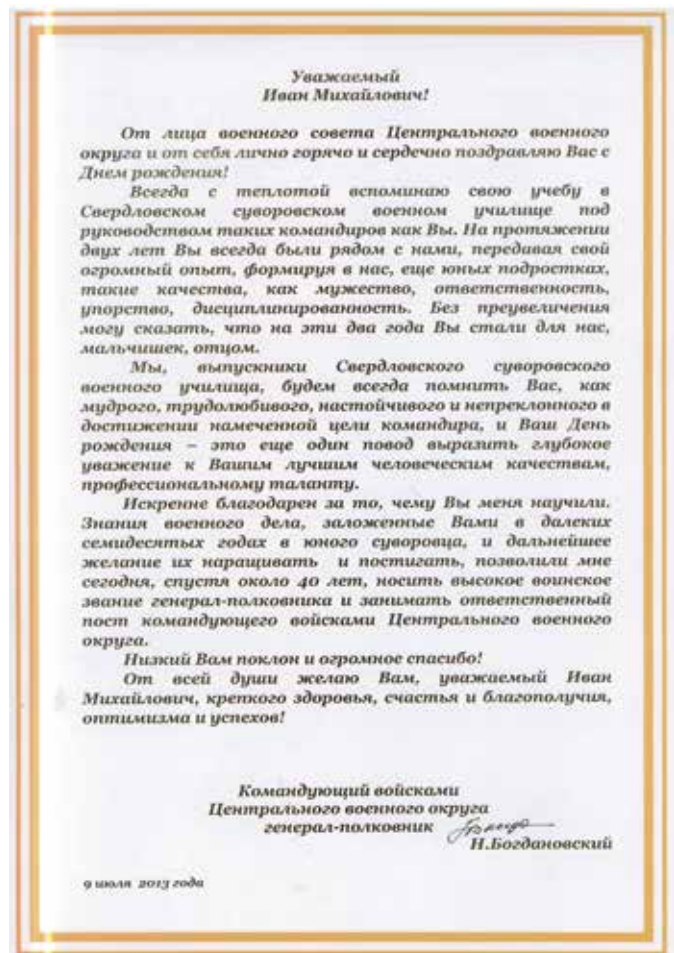 Уважаемый
Иван Михайлович!
От лица военного совета Центрального военного
округа и от себя лично горячо и сердечно поздравляю Вас с
Днем рождения!
Всегда с теплотой вспоминаю свою учебу в
Свердловском суворовском военном училище под
руководством таких командиров как Вы. На протяжении
двух лет Вы всегда были рядом с нами, передавая свой
огромный опыт, формируя в нас, еще юных подростках,
такие качества, как мужество, ответственность,
упорство, дисциплинированность. Без преувеличения
могу сказать, что на эти два года Вы стали для нас,
мальчишек, отцом.
Мы, выпускники Свердловского суворовского
военного училища, будем всегда помнить Вас, как
мудрого, трудолюбивого, настойчивого и непреклонного в
достижении намеченной цели командира, и Ваш День
рождения – это еще один повод выразить глубокое
уважение к Вашим лучшим человеческим качествам,
профессиональному таланту.
Искренне благодарен за то, чему Вы меня научили.
Знания военного дела, заложенные Вами в далеких
семидесятых годах в юного суворовца, и дальнейшее
желание их наращивать и постигать, позволили мне
сегодня, спустя около 40 лет, носить высокое воинское
звание генерал-полковника и занимать ответственный
пост командующего войсками Центрального военного
округа.
Низкий Вам поклон и огромное спасибо!
От всей души желаю Вам, уважаемый Иван
Михайлович, крепкого здоровья, счастья и благополучия,
оптимизма и успехов!
Командующий войсками
Центрального военного округа
генерал-полковник
Н.Богдановский
9 июля 2013 года